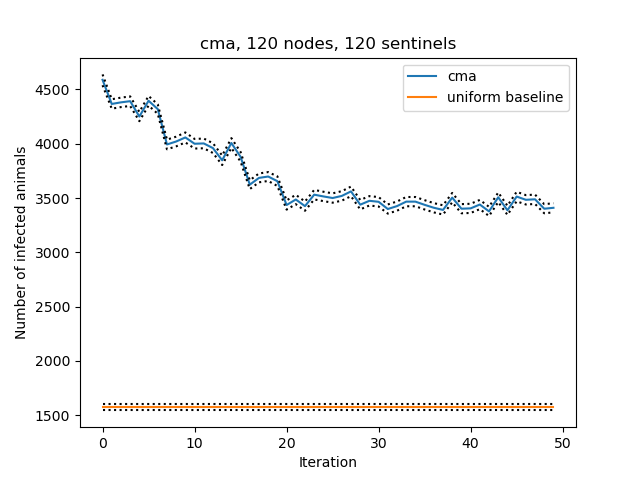 cma, 120 nodes, 120 sentinels
cma
uniform baseline
Number of infected animals
4500
4000
3500
3000
2500
2000
1500
0 10 20 30 40 50
Iteration